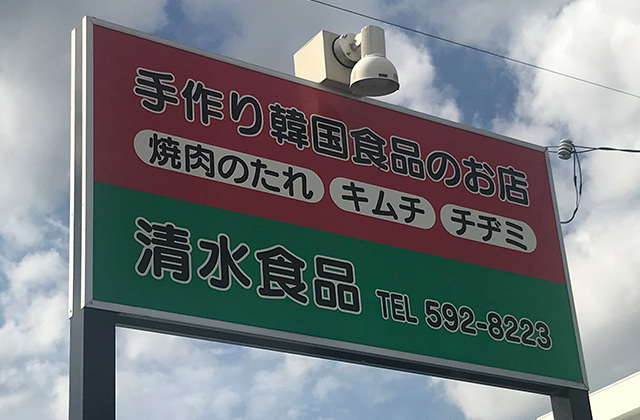 手作り韓国食品のお店
焼肉のたれ キムチ チヂミ
清水食品 TEL 592-8223